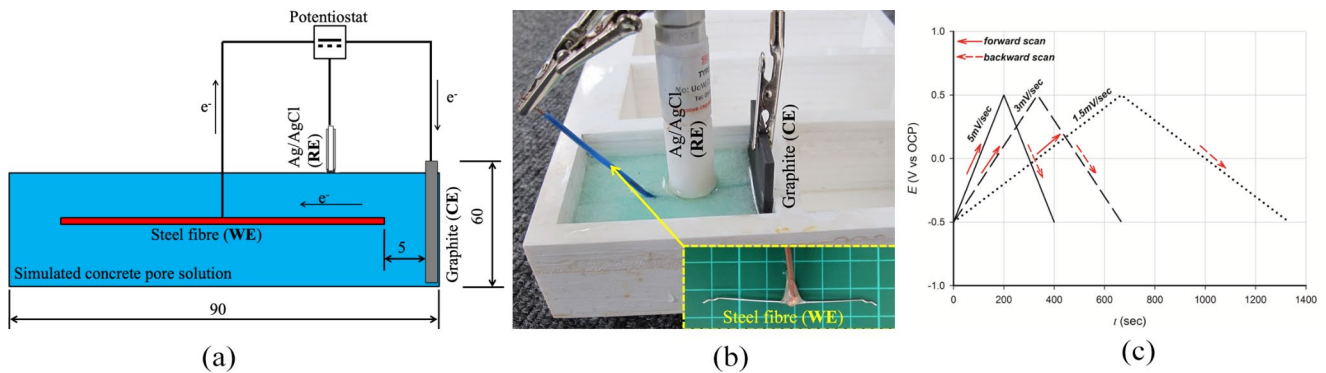 Potentiostat
e-
e-
Ag/AgCl
(RE)
e-
Steel fibre (WE)
5
60
Graphite (CE)
Simulated concrete pore solution
90
(a)
Ag/AgCl
(RE)
Graphite (CE)
Steel fibre (WE)
(b)
1.0
forward scan
backward scan
5mV/sec
3mV/sec
1.5mV/sec
0.5
E (V vs OCP)
0.0
-0.5
-1.0
0 200 400 600 800 1000 1200 1400
t (sec)
(c)